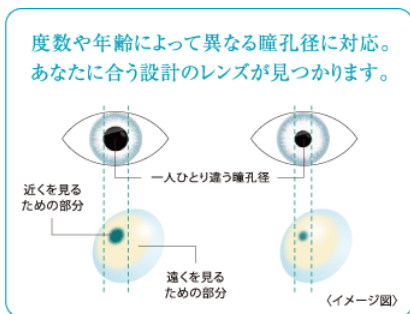 度数や年齢によって異なる瞳孔径に対応。
あなたに合う設計のレンズが見つかります。
一人ひとり違う瞳孔径
近くを見る
ための部分
遠くを見る
ための部分
〈イメージ図〉